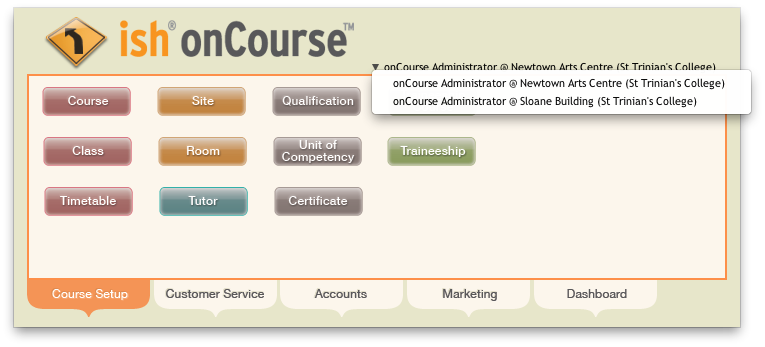 ish® onCourse™
onCourse Administrator @ Newtown Arts Centre (St Trinian's College)
onCourse Administrator @ Newtown Arts Centre (St Trinian's College)
onCourse Administrator @ Sloane Building (St Trinian's College)
Course
Site
Qualification
Class
Room
Unit of
Competency
Traineeship
Timetable
Tutor
Certificate
Course Setup
Customer Service
Accounts
Marketing
Dashboard